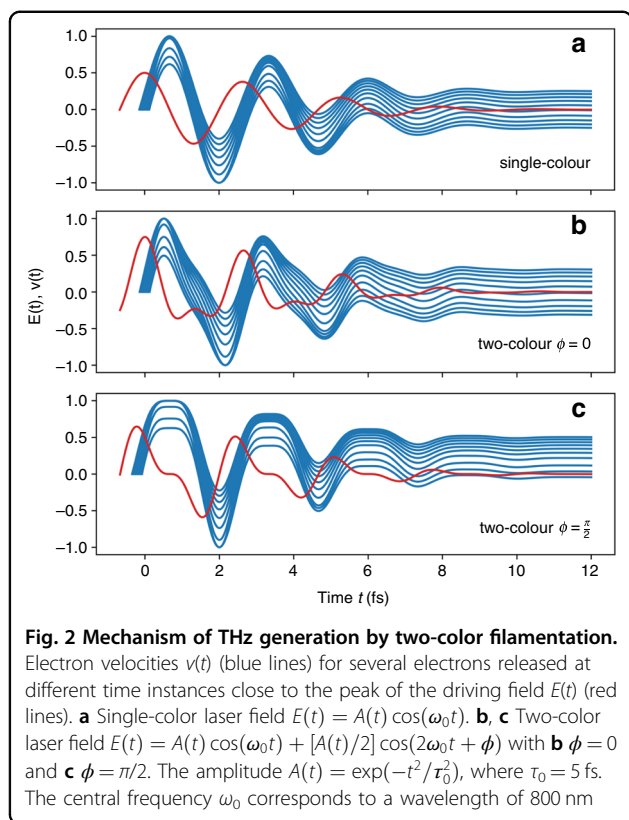 a
1.0
0.5
0.0
−0.5
−1.0
single-colour
b
1.0
0.5
0.0
−0.5
−1.0
two-colour ϕ = 0
E(t), v(t)
c
1.0
0.5
0.0
−0.5
−1.0
two-colour ϕ = π/2
0 2 4 6 8 10 12
Time t (fs)
Fig. 2 Mechanism of THz generation by two-color filamentation.
Electron velocities v(t) (blue lines) for several electrons released at
different time instances close to the peak of the driving field E(t) (red
lines). a Single-color laser field E(t) = A(t) cos(ω₀t). b, c Two-color
laser field E(t) = A(t) cos(ω₀t) + [A(t)/2] cos(2ω₀t + ϕ) with b ϕ = 0
and c ϕ = π/2. The amplitude A(t) = exp(−t²/τ₀²), where τ₀ = 5 fs.
The central frequency ω₀ corresponds to a wavelength of 800 nm